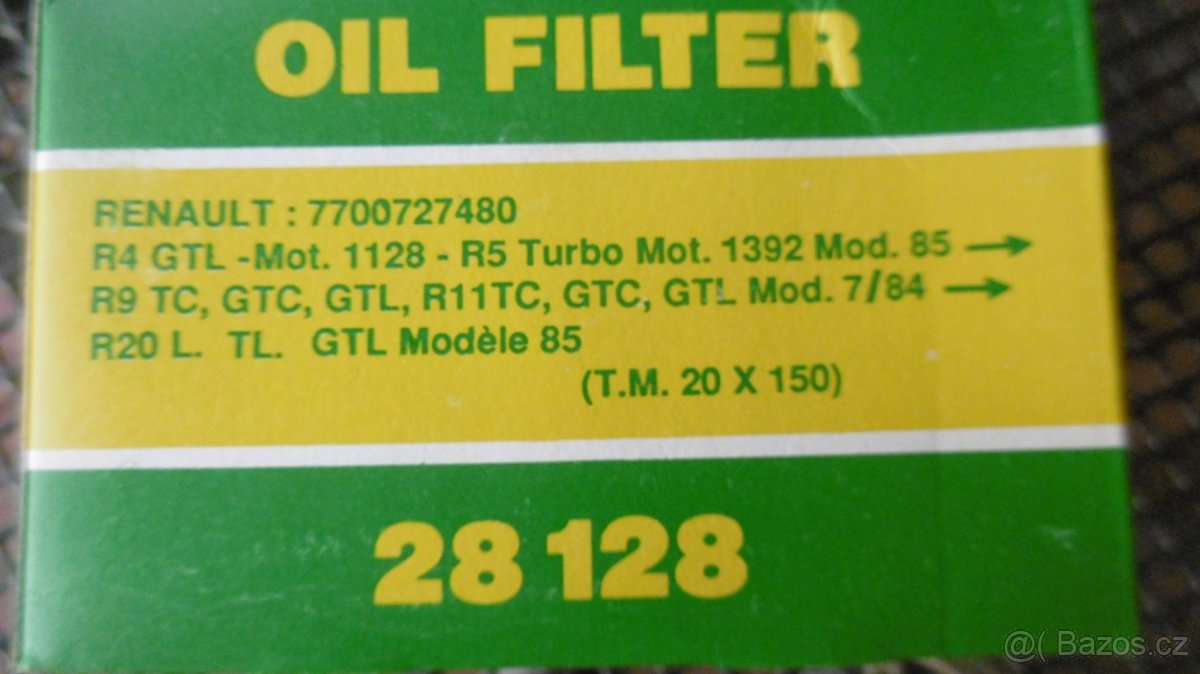 OIL FILTER
RENAULT : 7700727480
R4 GTL -Mot. 1128 - R5 Turbo Mot. 1392 Mod. 85 →
R9 TC, GTC, GTL, R11TC, GTC, GTL Mod. 7/84 →
R20 L. TL. GTL Modèle 85
(T.M. 20 X 150)
28 128
@( Bazos.cz